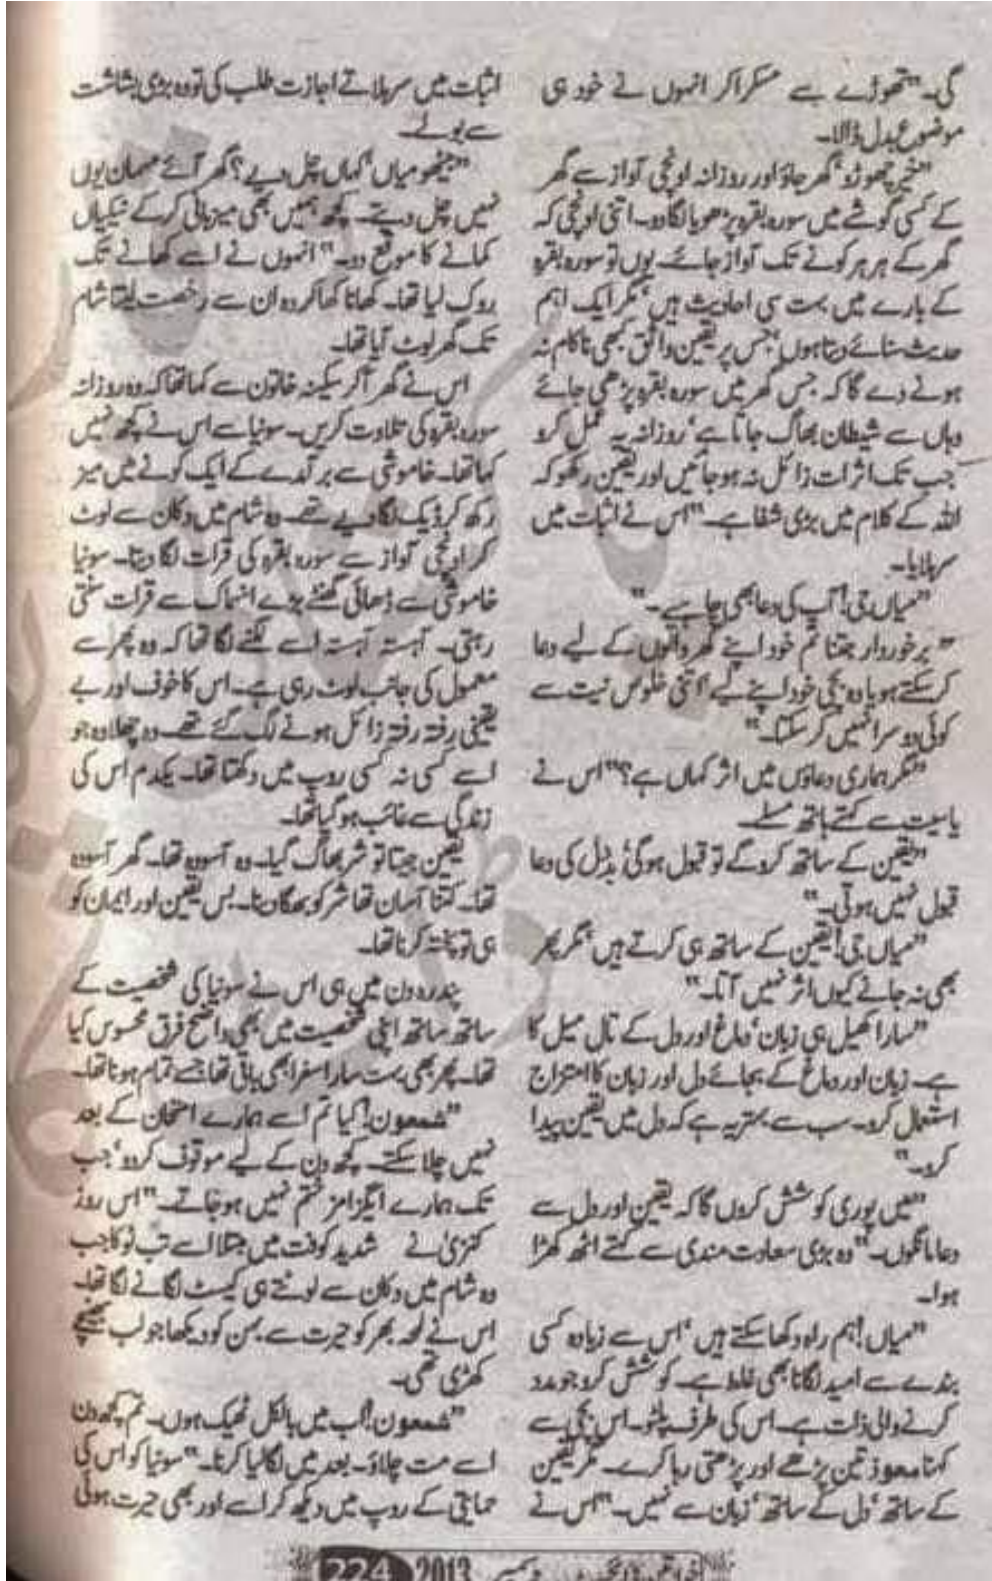 گی۔" تھوڑے سے مسکرا کر انہوں نے خود ہی
موضوع بدل ڈالا۔
"خیر چھوڑو گھر جاؤ اور روزانہ اونچی آواز سے گھر
کے کسی گوشے میں سورہ بقرہ پڑھو یا لگا دو۔ اتنی اونچی کہ
گھر کے ہر ہر کونے تک آواز جائے۔ یوں تو سورہ بقرہ
کے بارے میں بہت سی احادیث ہیں، مگر ایک اہم
حدیث سنائے دیتا ہوں، جس پر یقین واثق کبھی ناکام نہ
ہونے دے گا کہ جس گھر میں سورہ بقرہ پڑھی جائے
وہاں سے شیطان بھاگ جاتا ہے، روزانہ یہ عمل کرو
جب تک اثرات زائل نہ ہو جائیں اور یقین رکھو کہ
اللہ کے کلام میں بڑی شفا ہے۔" اس نے اثبات میں
سر ہلایا۔
"میاں جی! آپ کی دعا بھی چاہیے۔"
"برخوردار جتنا تم خود اپنے گھر والوں کے لیے دعا
کر سکتے ہو یا وہ بچی خود اپنے لیے، اتنی خلوص نیت سے
کوئی دوسرا نہیں کر سکتا۔"
"مگر ہماری دعاؤں میں اثر کہاں ہے؟" اس نے
یاسیت سے کہتے ہاتھ مسلے۔
"یقین کے ساتھ کرو گے تو قبول ہوگی، بددل کی دعا
قبول نہیں ہوتی۔"
"میاں جی! یقین کے ساتھ ہی کرتے ہیں، مگر پھر
بھی نہ جانے کیوں اثر نہیں آتا۔"
"سارا کھیل ہی زبان، دماغ اور دل کے تال میل کا
ہے۔ زبان اور دماغ کے بجائے دل اور زبان کا امتزاج
استعمال کرو۔ سب سے بہتر یہ ہے کہ دل میں یقین پیدا
کرو۔"
"میں پوری کوشش کروں گا کہ یقین اور دل سے
دعا مانگوں۔" وہ بڑی سعادت مندی سے کہتے اٹھ کھڑا
ہوا۔
"میاں! ہم راہ دکھا سکتے ہیں، اس سے زیادہ کسی
بندے سے امید لگانا بھی غلط ہے۔ کوشش کرو جو مدد
کرنے والی ذات ہے۔ اس کی طرف پلٹو۔ اس بچی سے
کہنا معوذتین پڑھے اور پڑھتی رہا کرے۔ مگر یقین
کے ساتھ، دل کے ساتھ، زبان سے نہیں۔" اس نے
اثبات میں سر ہلاتے اجازت طلب کی تو وہ بڑی بشاشت
سے بولے۔
"بیٹھو میاں، کہاں چل دیے؟ گھر آئے مہمان یوں
نہیں چل دیتے۔ کچھ ہمیں بھی میزبانی کر کے نیکیاں
کمانے کا موقع دو۔" انہوں نے اسے کھانے تک
روک لیا تھا۔ کھانا کھا کر وہ ان سے رخصت لیتا شام
تک گھر لوٹ آیا تھا۔
اس نے گھر آ کر سکینہ خاتون سے کہا تھا کہ وہ روزانہ
سورہ بقرہ کی تلاوت کریں۔ سونیا سے اس نے کچھ نہیں
کہا تھا۔ خاموشی سے برآمدے کے ایک کونے میں میز
رکھ کر ڈیک لگا دیے تھے۔ وہ شام میں دکان سے لوٹ
کر اونچی آواز سے سورہ بقرہ کی قرات لگا دیتا۔ سونیا
خاموشی سے ڈھائی گھنٹے بڑے انہماک سے قرات سنتی
رہتی۔ آہستہ آہستہ اسے لگنے لگا تھا کہ وہ پھر سے
معمول کی جانب لوٹ رہی ہے۔ اس کا خوف اور بے
یقینی رفتہ رفتہ زائل ہونے لگ گئے تھے۔ وہ چھلاوہ جو
اسے کسی نہ کسی روپ میں دکھتا تھا۔ یکدم اس کی
زندگی سے غائب ہو گیا تھا۔
یقین جیتا تو شر بھاگ گیا۔ وہ آسودہ تھا۔ گھر آسودہ
تھا۔ کتنا آسان تھا شر کو بھگانا۔ بس یقین اور ایمان کو
ہی تو پختہ کرنا تھا۔
پندرہ دن میں ہی اس نے سونیا کی شخصیت کے
ساتھ ساتھ اپنی شخصیت میں بھی واضح فرق محسوس کیا
تھا۔ پھر بھی بہت سارا سفر ابھی باقی تھا جسے تمام ہونا تھا۔
"شمعون! کیا تم اسے ہمارے امتحان کے بعد
نہیں چلا سکتے۔ کچھ دن کے لیے موقوف کر دو، جب
تک ہمارے ایگزامز ختم نہیں ہو جاتے۔" اس روز
کنزیٰ نے شدید کوفت میں مبتلا اسے تب ٹوکا جب
وہ شام میں دکان سے لوٹتے ہی کیسٹ لگانے لگا تھا۔
اس نے لمحہ بھر کو حیرت سے بہن کو دیکھا جو لب بھینچے
کھڑی تھی۔
"شمعون! اب میں بالکل ٹھیک ہوں۔ تم کچھ دن
اسے مت چلاؤ۔ بعد میں لگا لیا کرنا۔" سونیا کو اس کی
حمایتی کے روپ میں دیکھ کر اسے اور بھی حیرت ہوئی
خواتین ڈائجسٹ دسمبر 2013 224